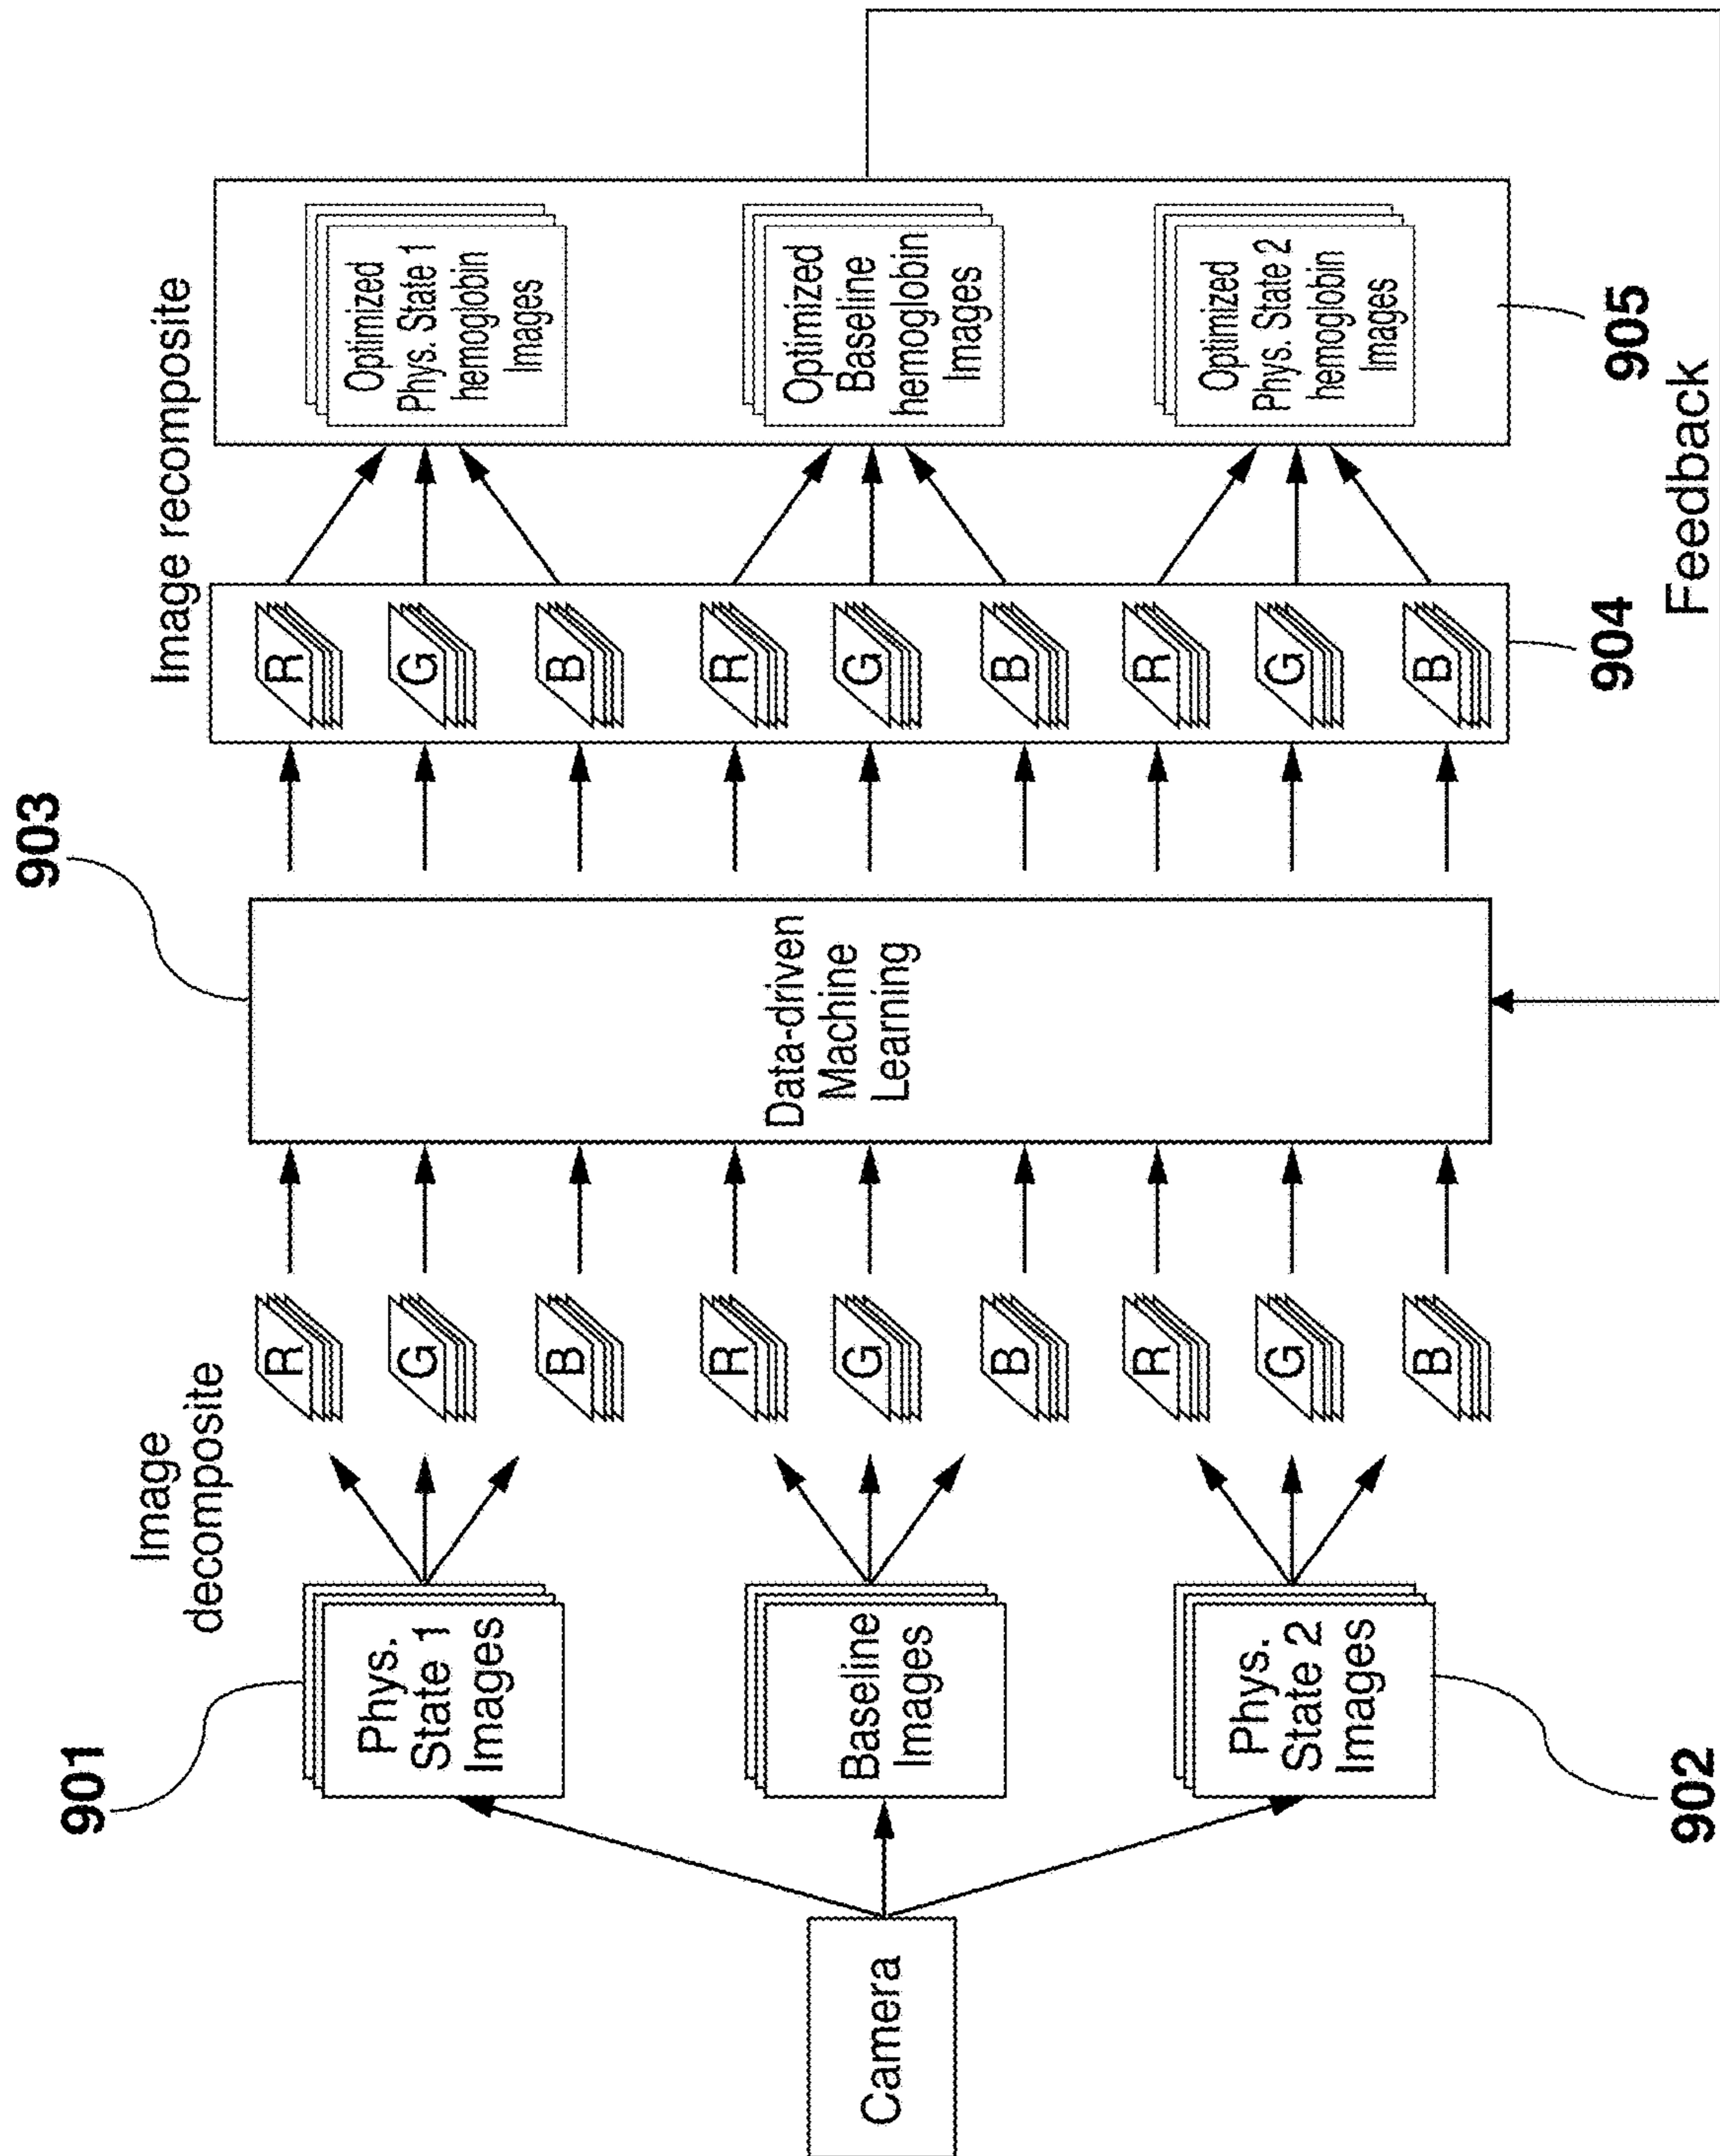 Camera
901
Phys.
State 1
Images
Baseline
Images
Phys.
State 2
Images
902
Image
decomposite
R
G
B
R
G
B
R
G
B
903
Data-driven
Machine
Learning
Image recomposite
R
G
B
R
G
B
R
G
B
904
Optimized
Phys. State 1
hemoglobin
Images
Optimized
Baseline
hemoglobin
Images
Optimized
Phys. State 2
hemoglobin
Images
905
Feedback